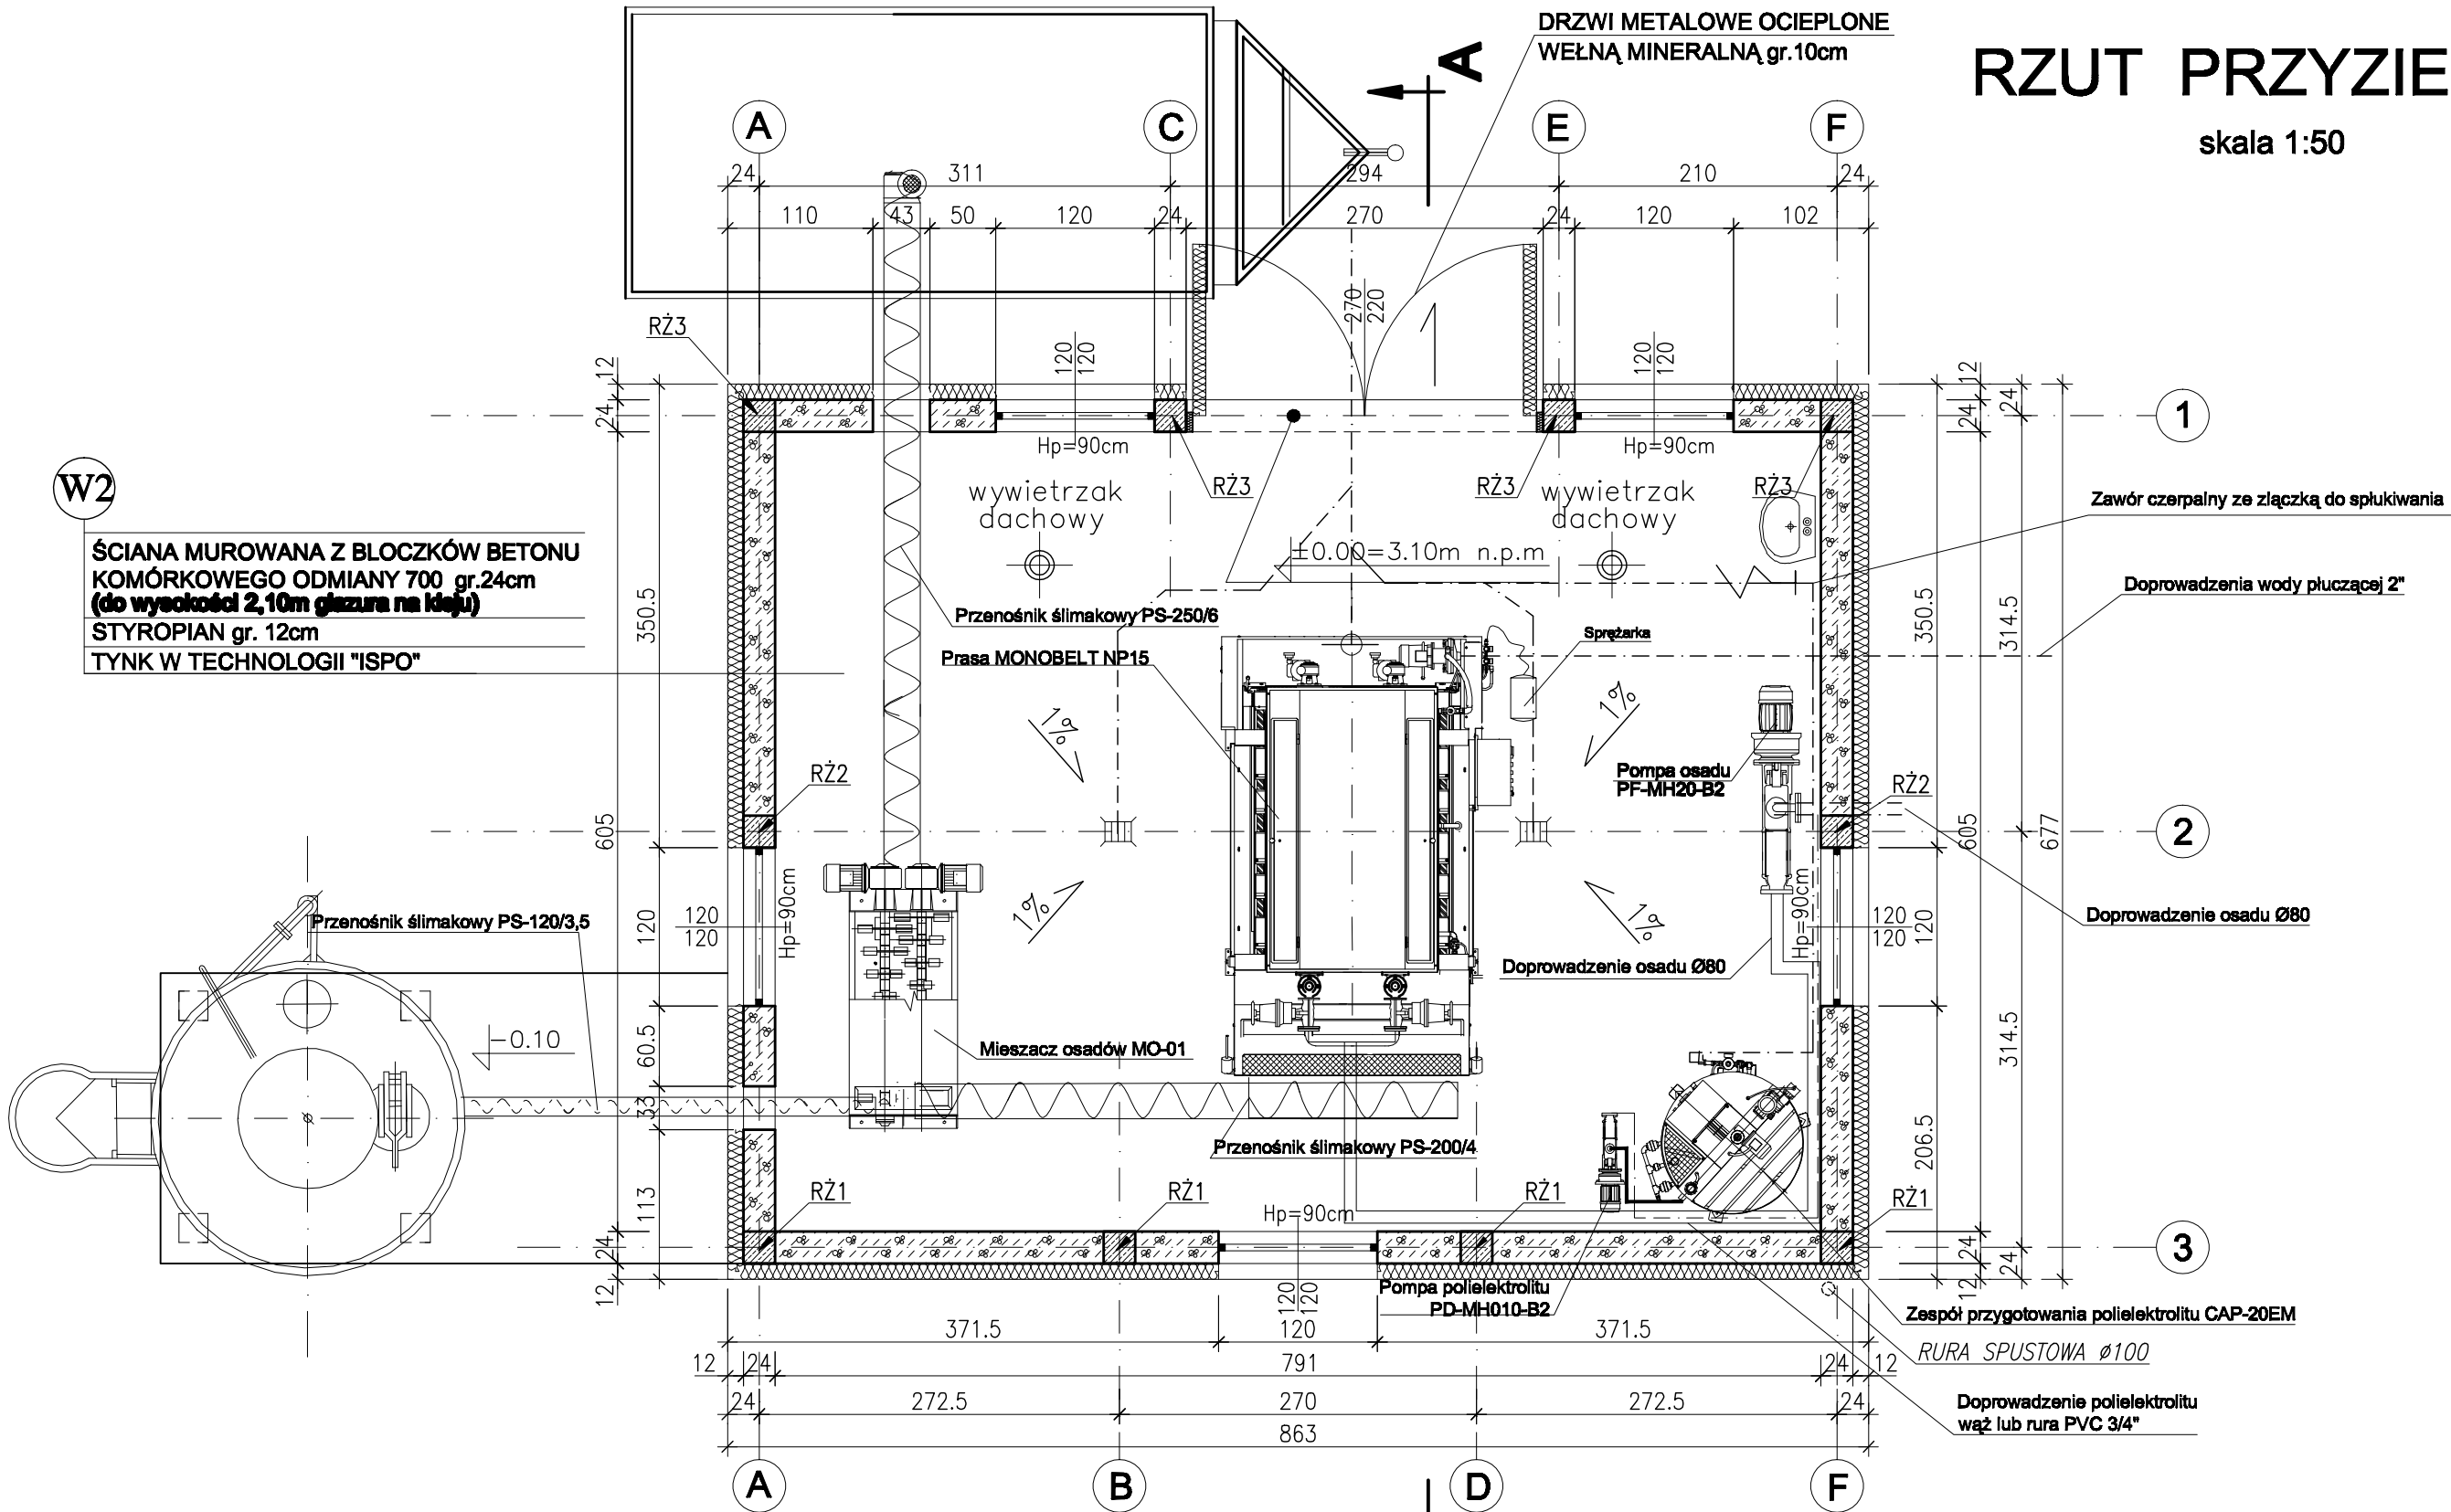 DRZWI METALOWE OCIEPLONE
WEŁNĄ MINERALNĄ gr.10cm
RZUT PRZYZIE
skala 1:50
A
A
C
E
F
24
311
294
210
24
110
43
50
120
24
270
24
120
102
270
220
120
120
120
120
RŻ3
12
24
12
24
24
1
Hp=90cm
Hp=90cm
RŻ3
RŻ3
RŻ3
wywietrzak
dachowy
wywietrzak
dachowy
Zawór czerpalny ze złączką do spłukiwania
W2
ŚCIANA MUROWANA Z BLOCZKÓW BETONU
KOMÓRKOWEGO ODMIANY 700 gr.24cm
(do wysokości 2,10m glazura na kleju)
STYROPIAN gr. 12cm
TYNK W TECHNOLOGII "ISPO"
±0.00=3.10m n.p.m
Doprowadzenia wody płuczącej 2"
350.5
350.5
314.5
Przenośnik ślimakowy PS-250/6
Sprężarka
Prasa MONOBELT NP15
1%
1%
Pompa osadu
PF-MH20-B2
RŻ2
RŻ2
605
605
677
2
Hp=90cm
Hp=90cm
1%
1%
Przenośnik ślimakowy PS-120/3,5
120
120
120
120
120
120
Doprowadzenie osadu Ø80
Doprowadzenie osadu Ø80
-0.10
60.5
314.5
Mieszacz osadów MO-01
33
Przenośnik ślimakowy PS-200/4
206.5
113
RŻ1
RŻ1
RŻ1
RŻ1
Hp=90cm
24
12
24
12
24
3
120
120
Pompa polielektrolitu
PD-MH010-B2
Zespół przygotowania polielektrolitu CAP-20EM
371.5
120
371.5
RURA SPUSTOWA ø100
12
24
791
24
12
24
272.5
270
272.5
24
Doprowadzenie polielektrolitu
wąż lub rura PVC 3/4"
863
A
B
D
F